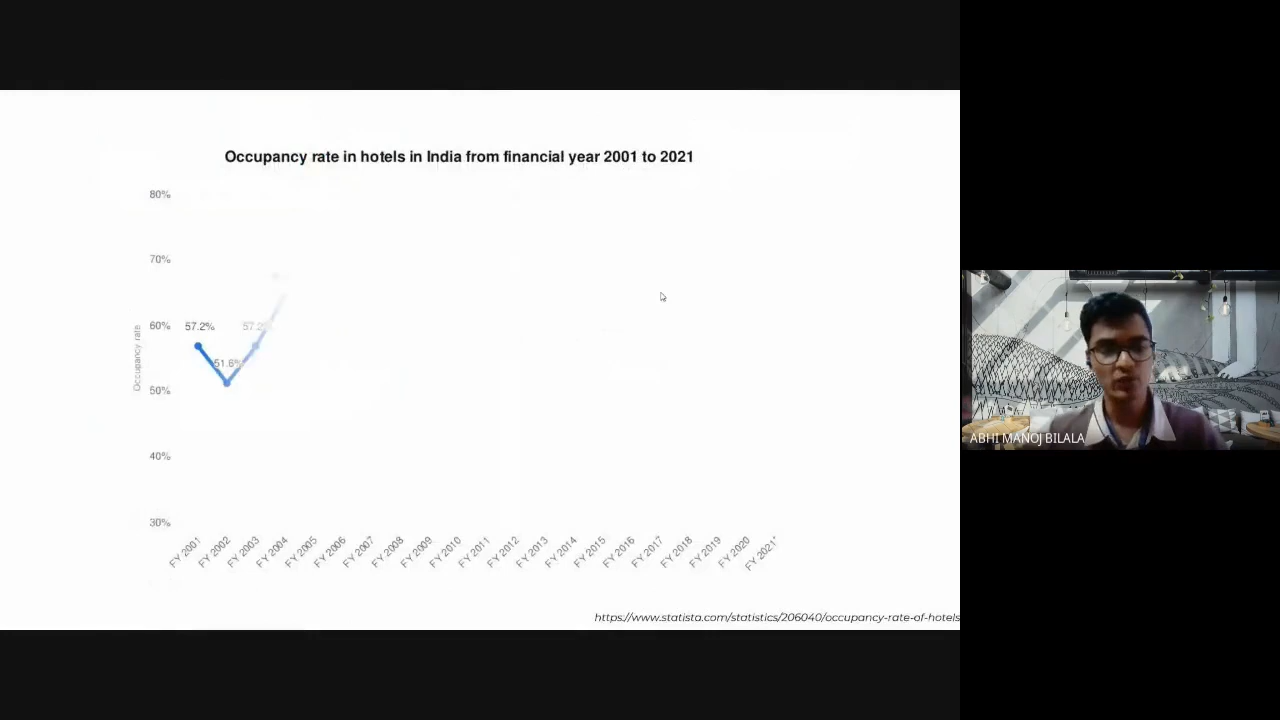 Occupancy rate in hotels in India from financial year 2001 to 2021
80%
70%
60%
50%
40%
30%
Occupancy rate
57.2%
51.6%
57.2%
FY 2001
FY 2002
FY 2003
FY 2004
FY 2005
FY 2006
FY 2007
FY 2008
FY 2009
FY 2010
FY 2011
FY 2012
FY 2013
FY 2014
FY 2015
FY 2016
FY 2017
FY 2018
FY 2019
FY 2020
FY 2021*
https://www.statista.com/statistics/206040/occupancy-rate-of-hotels
ABHI MANOJ BILALA